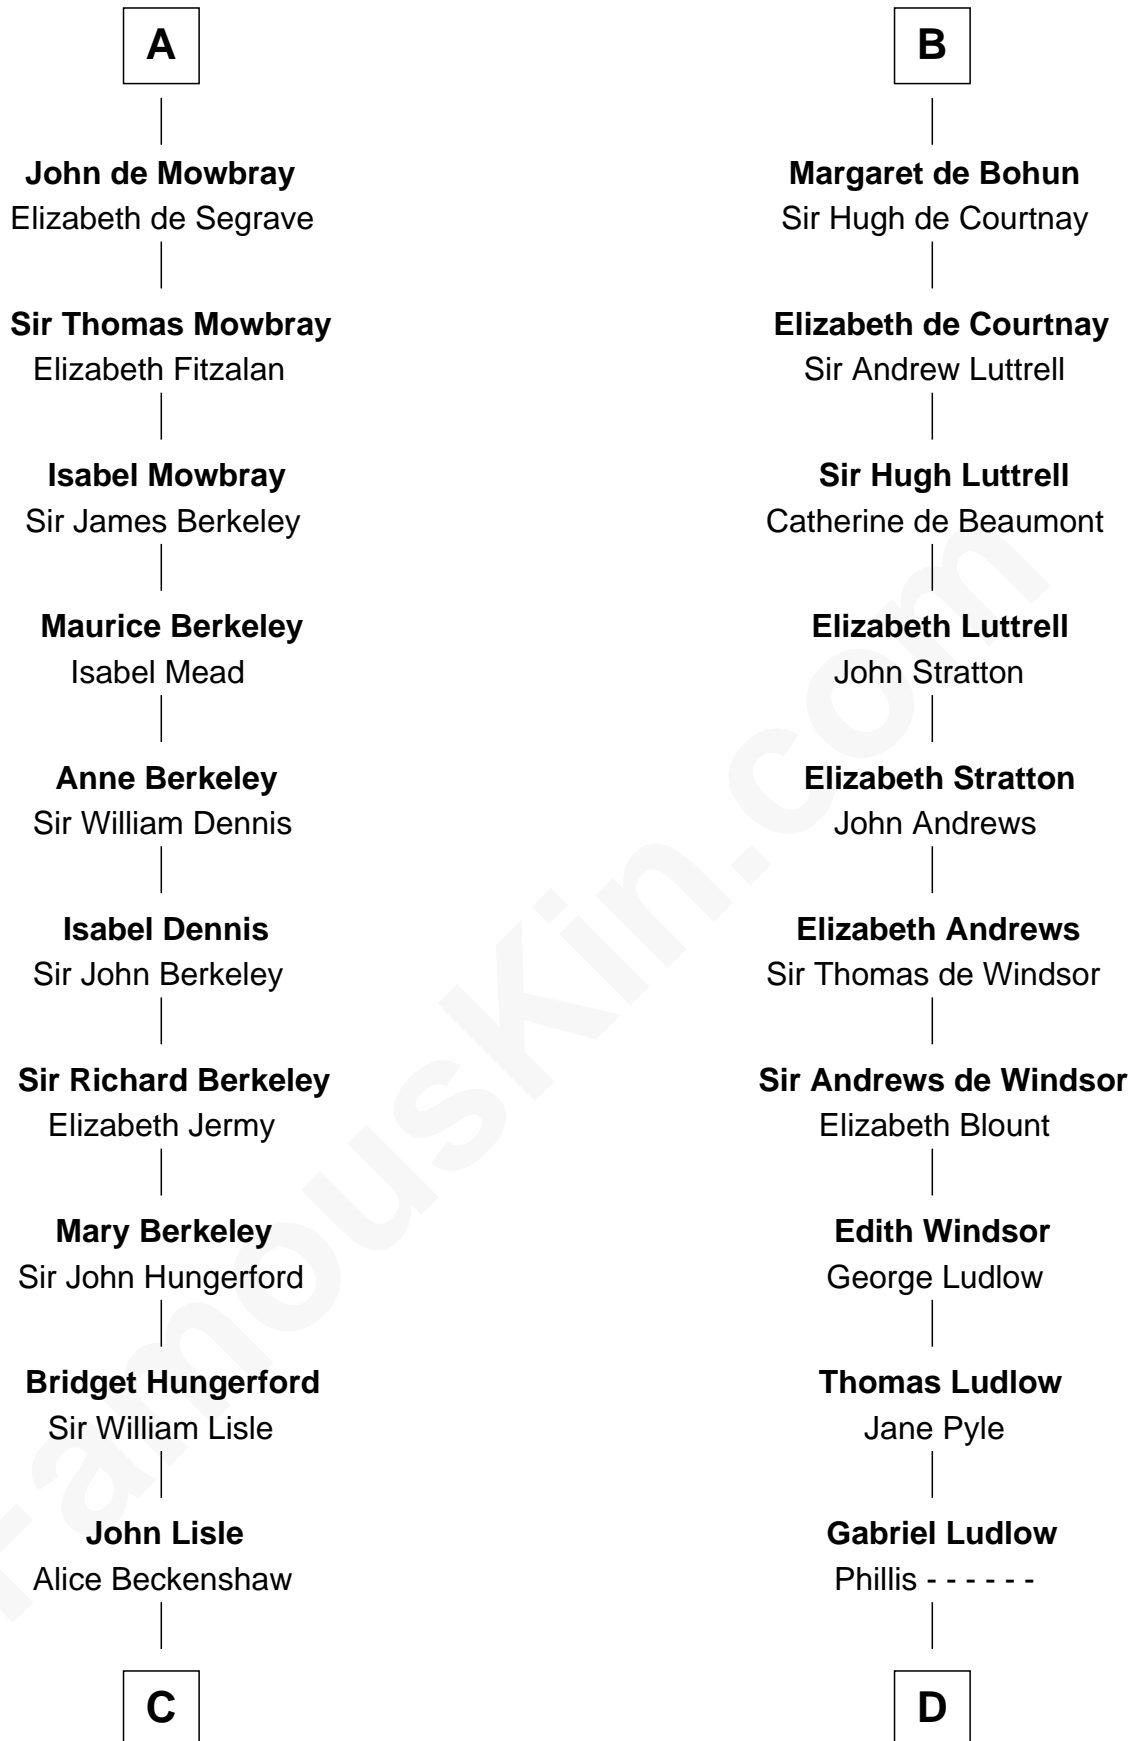 A
John de Mowbray
Elizabeth de Segrave
Sir Thomas Mowbray
Elizabeth Fitzalan
Isabel Mowbray
Sir James Berkeley
Maurice Berkeley
Isabel Mead
Anne Berkeley
Sir William Dennis
Isabel Dennis
Sir John Berkeley
Sir Richard Berkeley
Elizabeth Jermy
Mary Berkeley
Sir John Hungerford
Bridget Hungerford
Sir William Lisle
John Lisle
Alice Beckenshaw
C
B
Margaret de Bohun
Sir Hugh de Courtnay
Elizabeth de Courtnay
Sir Andrew Luttrell
Sir Hugh Luttrell
Catherine de Beaumont
Elizabeth Luttrell
John Stratton
Elizabeth Stratton
John Andrews
Elizabeth Andrews
Sir Thomas de Windsor
Sir Andrews de Windsor
Elizabeth Blount
Edith Windsor
George Ludlow
Thomas Ludlow
Jane Pyle
Gabriel Ludlow
Phillis - - - - - -
D
FamousKin.com